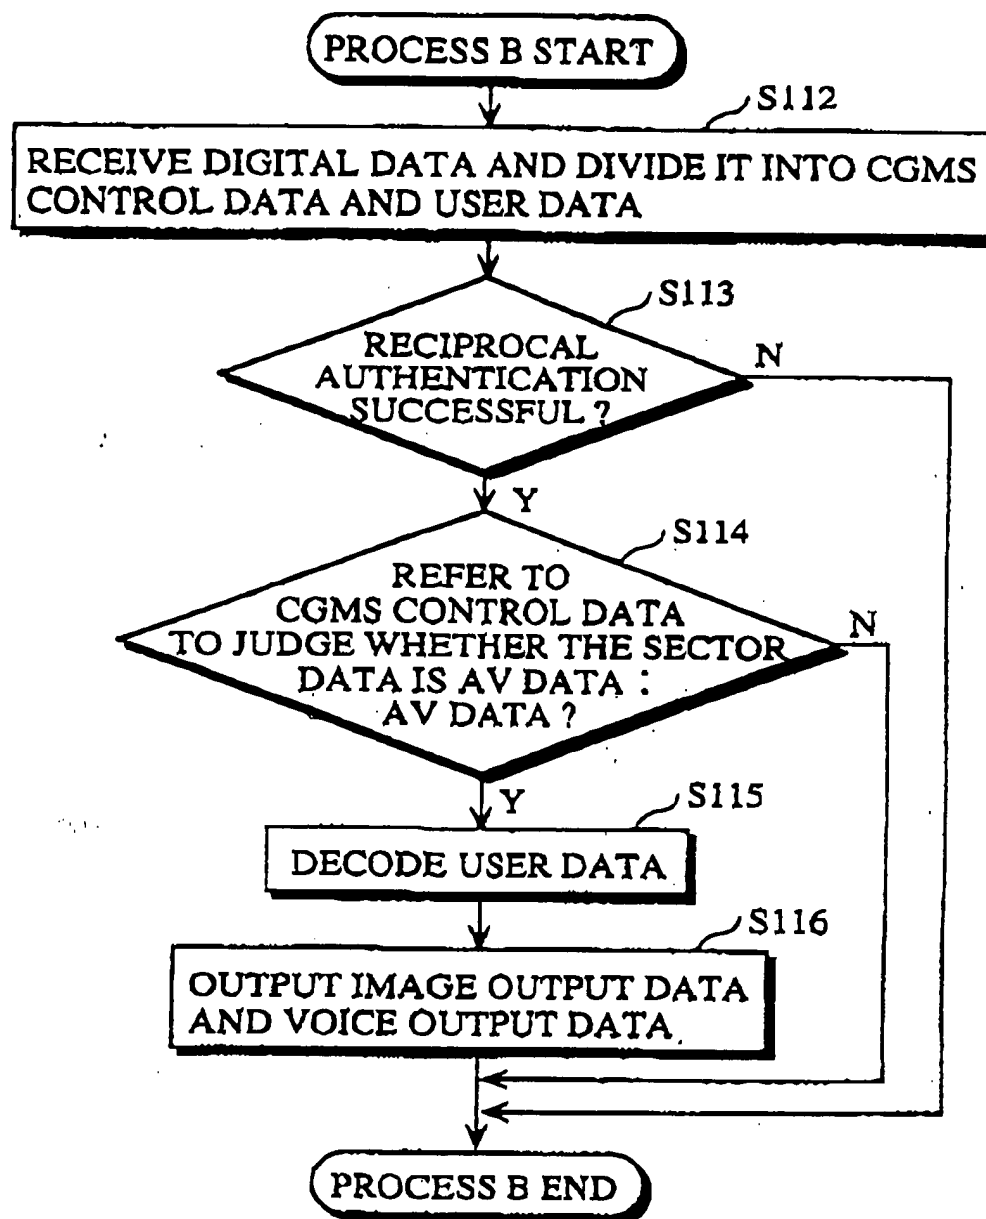 PROCESS B START
S112
RECEIVE DIGITAL DATA AND DIVIDE IT INTO CGMS
CONTROL DATA AND USER DATA
S113
RECIPROCAL
AUTHENTICATION
SUCCESSFUL ?
N
Y
S114
REFER TO
CGMS CONTROL DATA
TO JUDGE WHETHER THE SECTOR
DATA IS AV DATA :
AV DATA ?
N
Y
S115
DECODE USER DATA
S116
OUTPUT IMAGE OUTPUT DATA
AND VOICE OUTPUT DATA
PROCESS B END